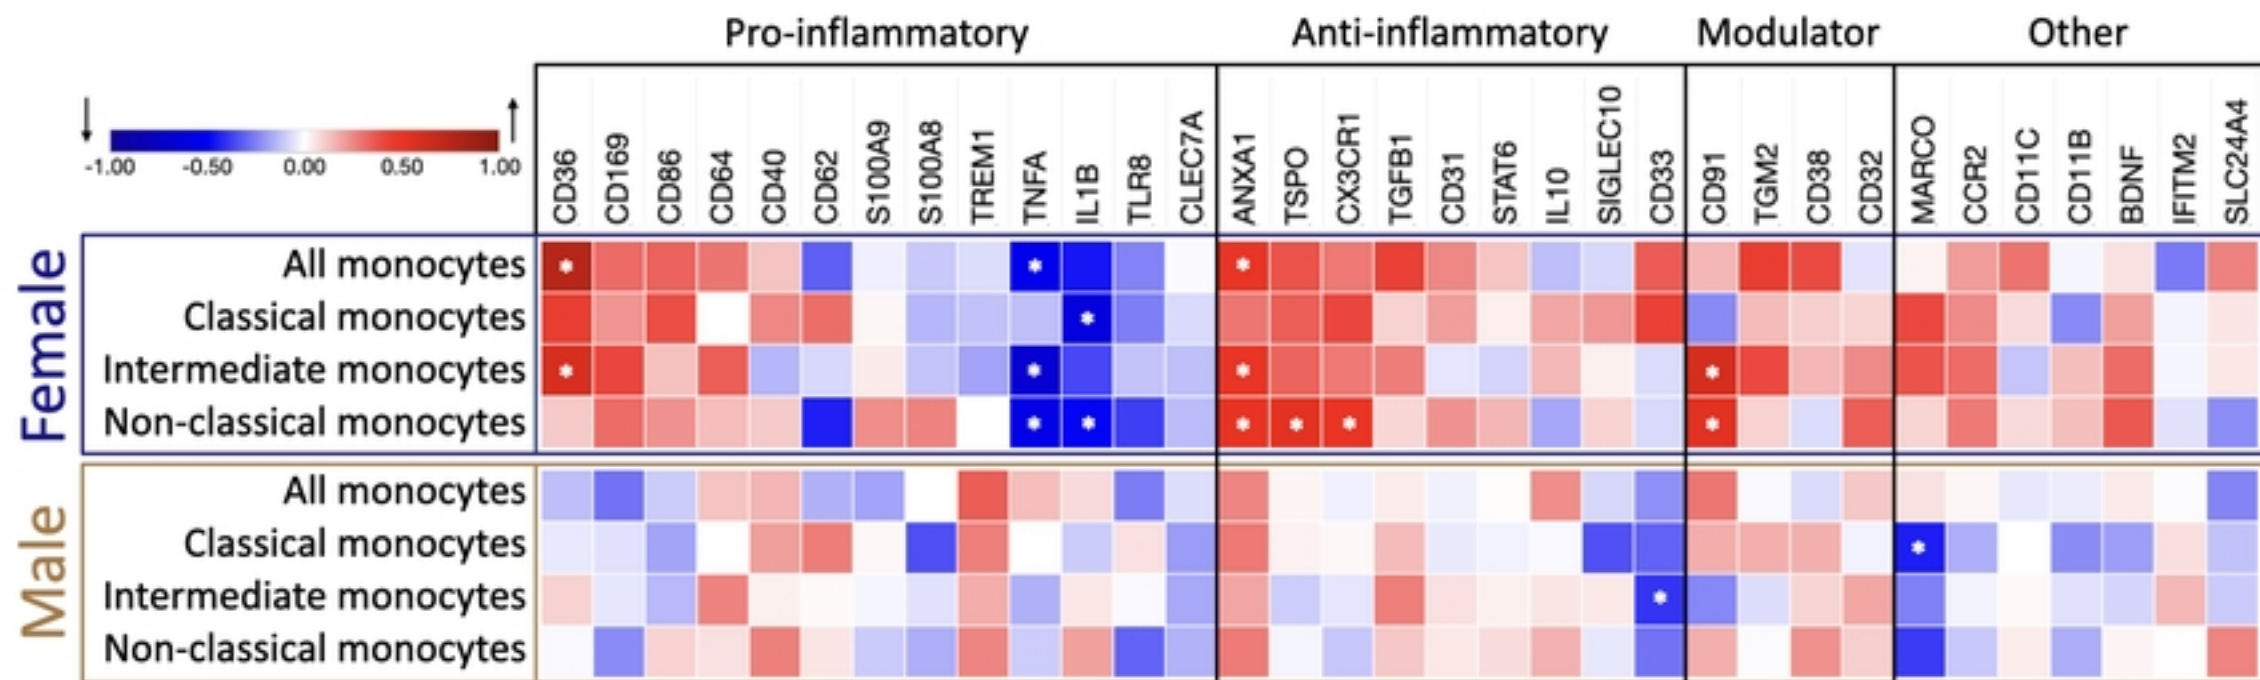 Pro-inflammatory Anti-inflammatory Modulator Other
-1.00 -0.50 0.00 0.50 1.00
CD36 CD169 CD86 CD64 CD40 CD62 S100A9 S100A8 TREM1 TNFA IL1B TLR8 CLEC7A ANXA1 TSPO CX3CR1 TGFB1 CD31 STAT6 IL10 SIGLEC10 CD33 CD91 TGM2 CD38 CD32 MARCO CCR2 CD11C CD11B BDNF IFITM2 SLC24A4
Female
All monocytes * * *
Classical monocytes *
Intermediate monocytes * * * *
Non-classical monocytes * * * * * *
Male
All monocytes
Classical monocytes *
Intermediate monocytes *
Non-classical monocytes